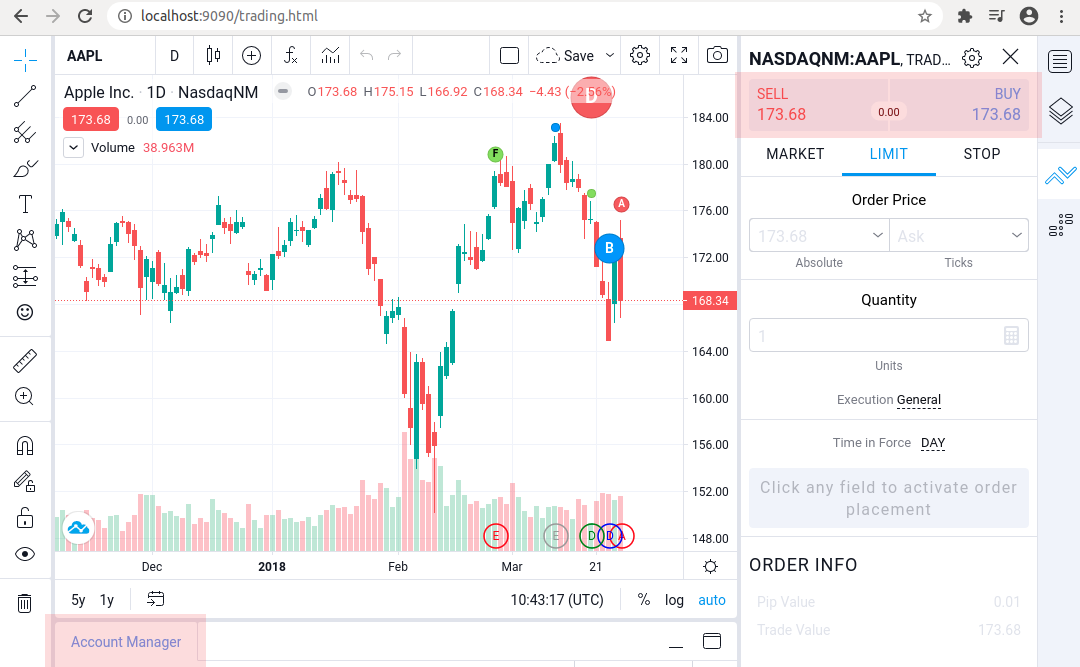 localhost:9090/trading.html
AAPL D Save
Apple Inc. · 1D · NasdaqNM O173.68 H175.15 L166.92 C168.34 −4.43 (−2.56%)
D
173.68 0.00 173.68
Volume 38.963M
F
A
B
184.00
180.00
176.00
172.00
168.34
164.00
160.00
156.00
152.00
148.00
E E D D A
Dec 2018 Feb Mar 21
5y 1y 10:43:17 (UTC) % log auto
Account Manager
NASDAQNM:AAPL, TRAD...
SELL BUY
173.68 0.00 173.68
MARKET LIMIT STOP
Order Price
173.68 Ask
Absolute Ticks
Quantity
1
Units
Execution General
Time in Force DAY
Click any field to activate order
placement
ORDER INFO
Pip Value 0.01
Trade Value 173.68